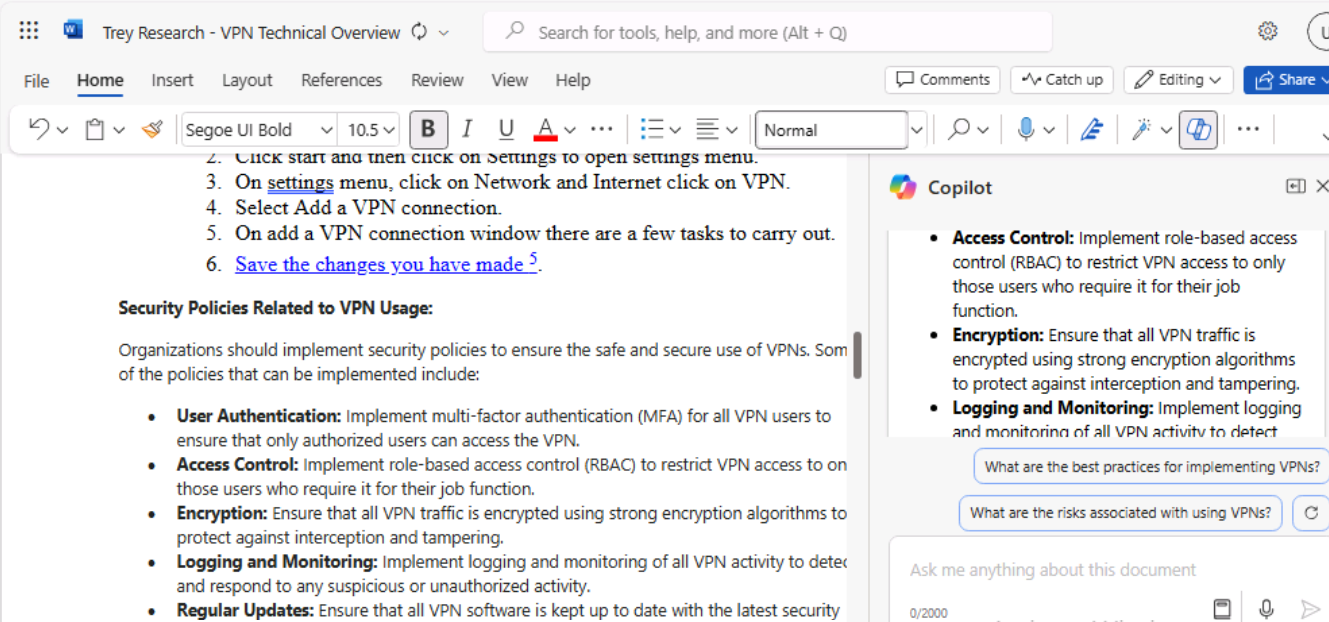 Trey Research - VPN Technical Overview
Search for tools, help, and more (Alt + Q)
File Home Insert Layout References Review View Help
Comments Catch up Editing Share
Segoe UI Bold 10.5 B I U A Normal
2. Click start and then click on Settings to open settings menu.
3. On settings menu, click on Network and Internet click on VPN.
4. Select Add a VPN connection.
5. On add a VPN connection window there are a few tasks to carry out.
6. Save the changes you have made 5.
Security Policies Related to VPN Usage:
Organizations should implement security policies to ensure the safe and secure use of VPNs. Som
of the policies that can be implemented include:
• User Authentication: Implement multi-factor authentication (MFA) for all VPN users to
ensure that only authorized users can access the VPN.
• Access Control: Implement role-based access control (RBAC) to restrict VPN access to on
those users who require it for their job function.
• Encryption: Ensure that all VPN traffic is encrypted using strong encryption algorithms to
protect against interception and tampering.
• Logging and Monitoring: Implement logging and monitoring of all VPN activity to detec
and respond to any suspicious or unauthorized activity.
• Regular Updates: Ensure that all VPN software is kept up to date with the latest security
Copilot
• Access Control: Implement role-based access
control (RBAC) to restrict VPN access to only
those users who require it for their job
function.
• Encryption: Ensure that all VPN traffic is
encrypted using strong encryption algorithms
to protect against interception and tampering.
• Logging and Monitoring: Implement logging
and monitoring of all VPN activity to detect
What are the best practices for implementing VPNs?
What are the risks associated with using VPNs?
Ask me anything about this document
0/2000